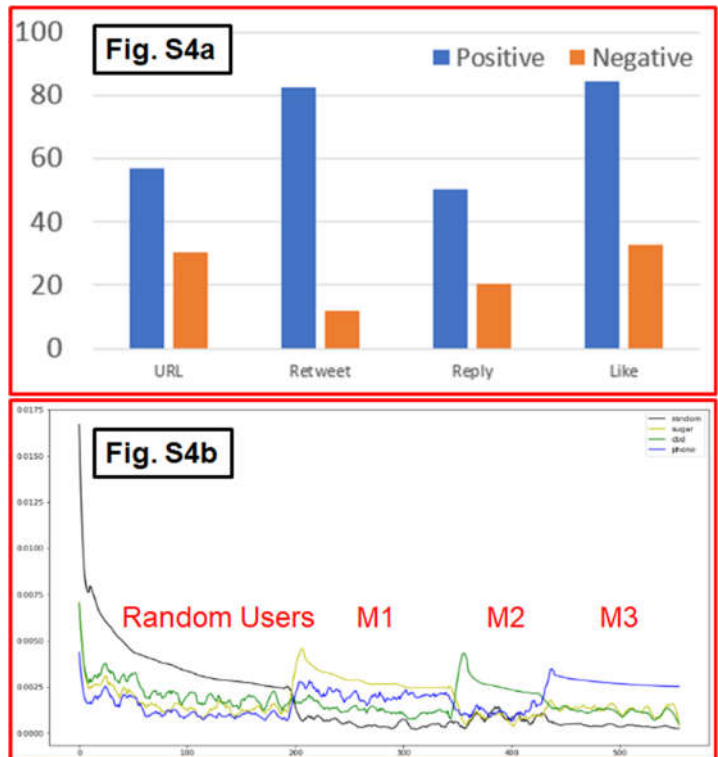 100
Fig. S4a
Positive Negative
80
60
40
20
0
URL Retweet Reply Like
0.0175
Fig. S4b
random
sugar
cbd
phone
0.0150
0.0125
0.0100
0.0075
Random Users M1 M2 M3
0.0050
0.0025
0.0000
0 100 200 300 400 500